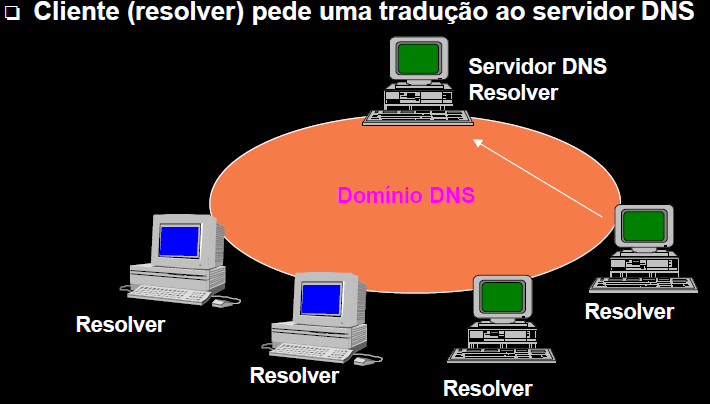 ❑ Cliente (resolver) pede uma tradução ao servidor DNS
Servidor DNS
Resolver
Domínio DNS
Resolver
Resolver
Resolver
Resolver